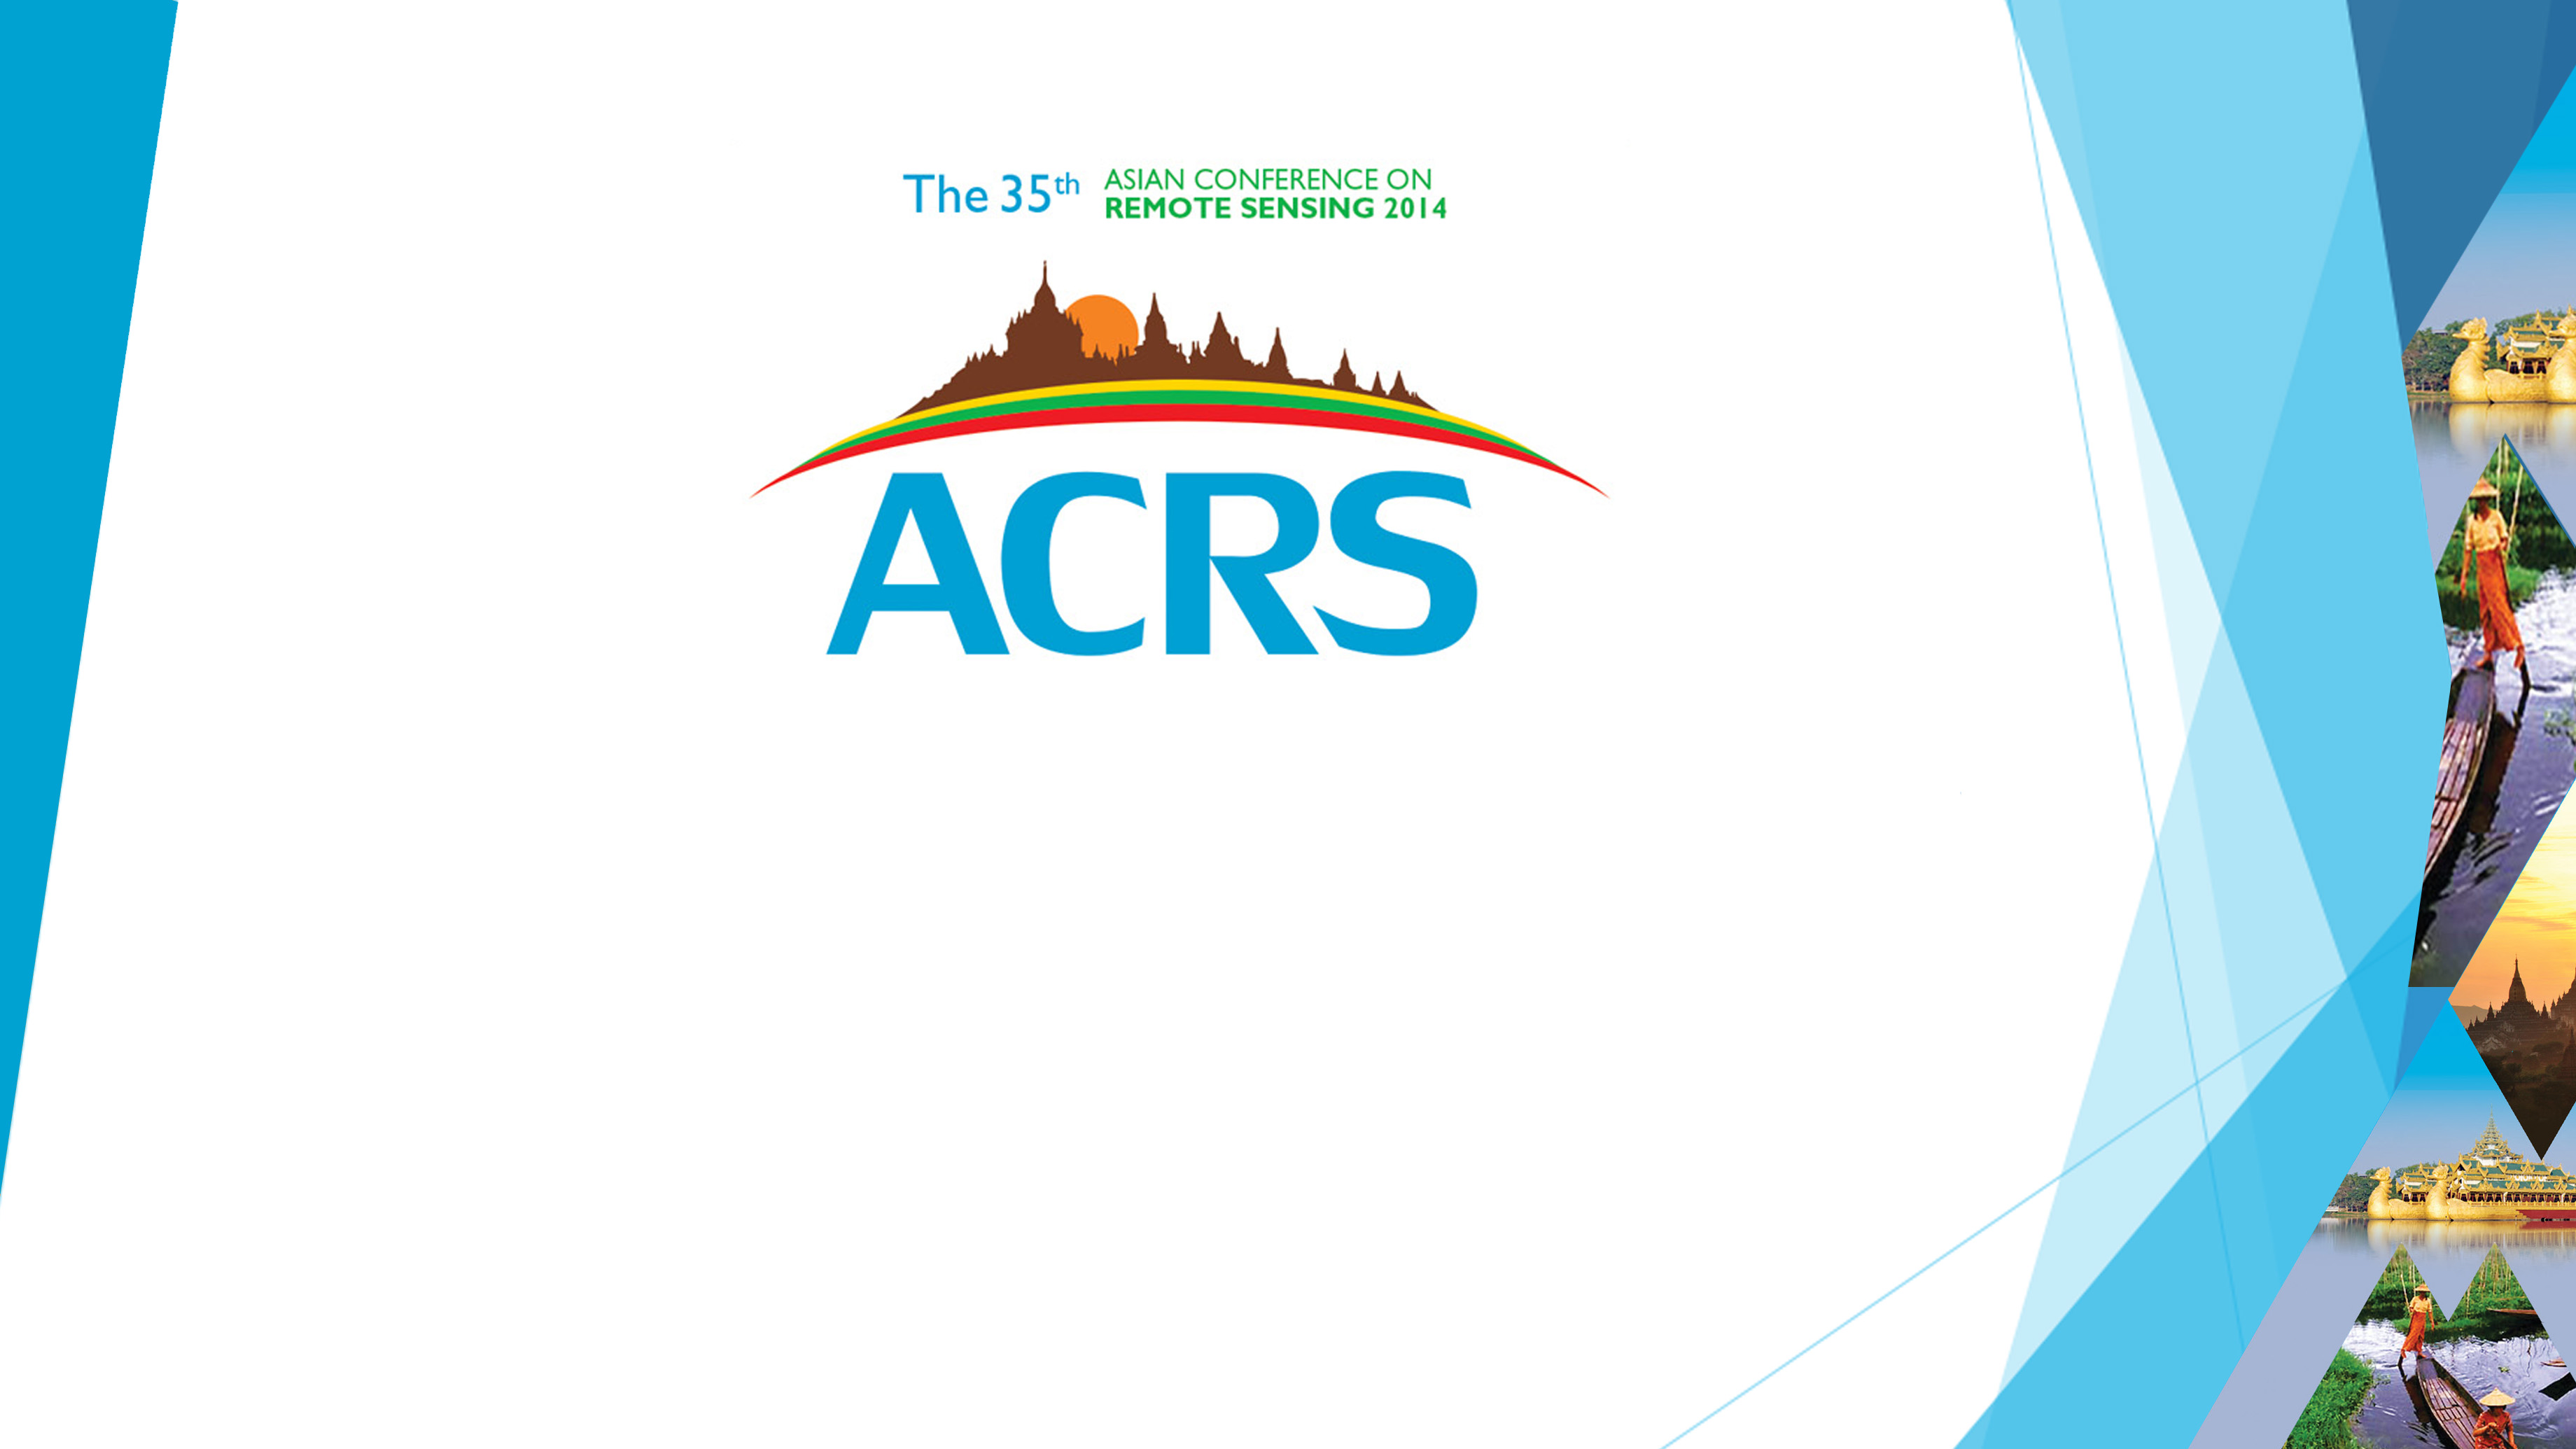 The 35th
ASIAN CONFERENCE ON
REMOTE SENSING 2014
ACRS